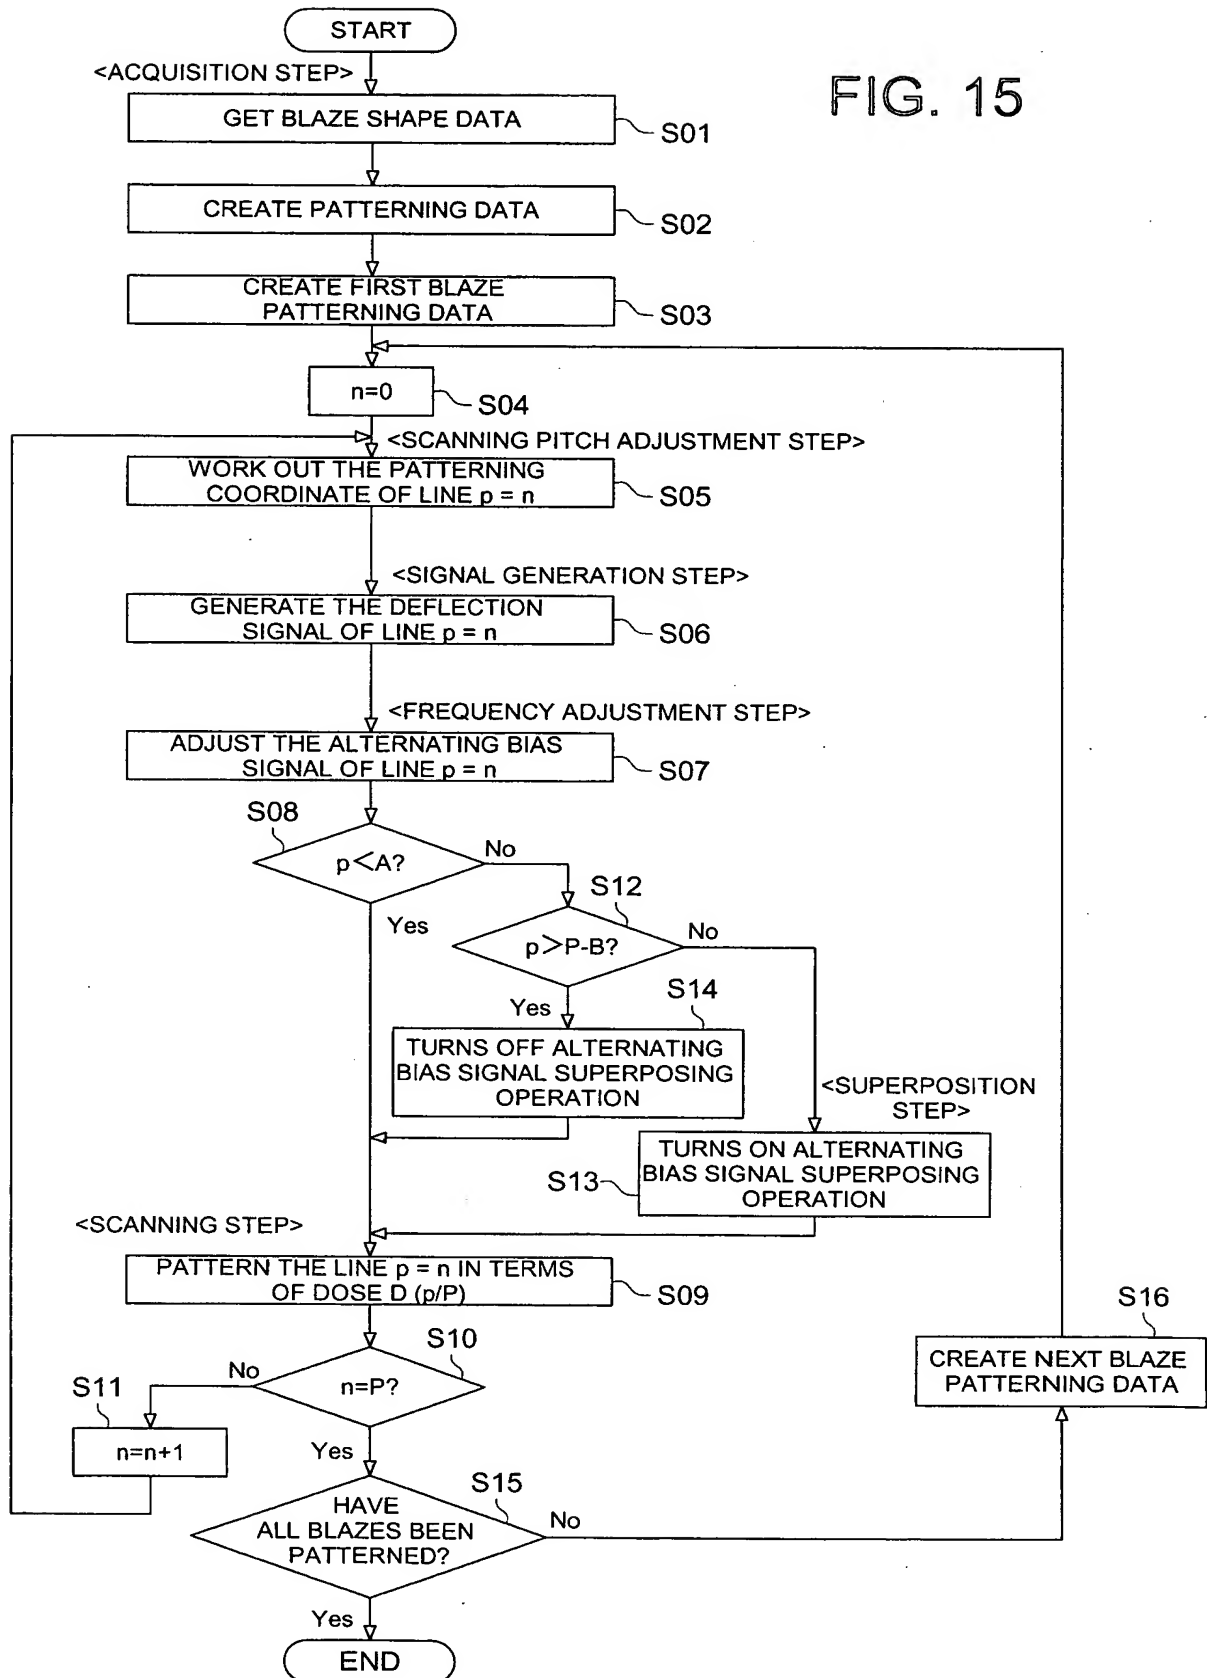 START
FIG. 15
<ACQUISITION STEP>
GET BLAZE SHAPE DATA
S01
CREATE PATTERNING DATA
S02
CREATE FIRST BLAZE
PATTERNING DATA
S03
n=0
S04
<SCANNING PITCH ADJUSTMENT STEP>
WORK OUT THE PATTERNING
COORDINATE OF LINE p = n
S05
<SIGNAL GENERATION STEP>
GENERATE THE DEFLECTION
SIGNAL OF LINE p = n
S06
<FREQUENCY ADJUSTMENT STEP>
ADJUST THE ALTERNATING BIAS
SIGNAL OF LINE p = n
S07
S08
p<A?
No
Yes
S12
p>P-B?
No
Yes
S14
TURNS OFF ALTERNATING
BIAS SIGNAL SUPERPOSING
OPERATION
<SUPERPOSITION
STEP>
TURNS ON ALTERNATING
BIAS SIGNAL SUPERPOSING
OPERATION
S13
<SCANNING STEP>
PATTERN THE LINE p = n IN TERMS
OF DOSE D (p/P)
S09
S10
n=P?
No
S11
n=n+1
Yes
S15
HAVE
ALL BLAZES BEEN
PATTERNED?
No
S16
CREATE NEXT BLAZE
PATTERNING DATA
Yes
END